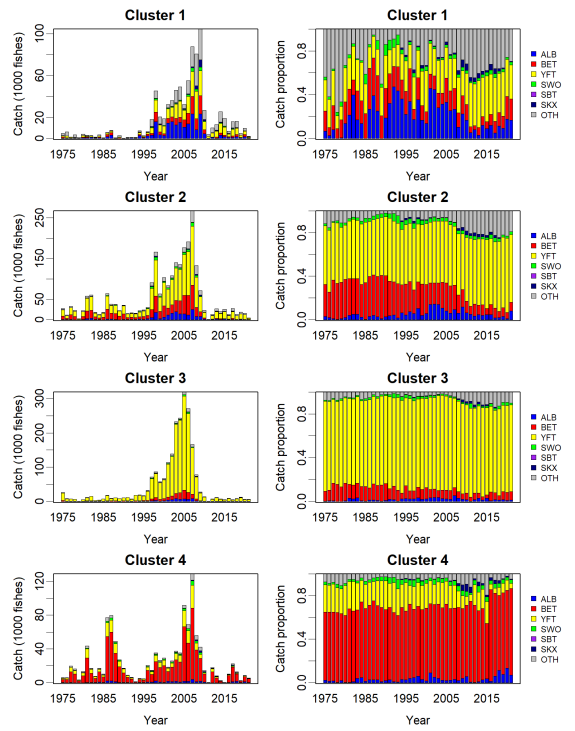 Cluster 1
Catch (1000 fishes)
0
20
60
100
1975
1985
1995
2005
2015
Year
Cluster 1
Catch proportion
0.0
0.4
0.8
1975
1985
1995
2005
2015
Year
ALB
BET
YFT
SWO
SBT
SKX
OTH
Cluster 2
Catch (1000 fishes)
0
50
150
250
1975
1985
1995
2005
2015
Year
Cluster 2
Catch proportion
0.0
0.4
0.8
1975
1985
1995
2005
2015
Year
ALB
BET
YFT
SWO
SBT
SKX
OTH
Cluster 3
Catch (1000 fishes)
0
100
200
300
1975
1985
1995
2005
2015
Year
Cluster 3
Catch proportion
0.0
0.4
0.8
1975
1985
1995
2005
2015
Year
ALB
BET
YFT
SWO
SBT
SKX
OTH
Cluster 4
Catch (1000 fishes)
0
40
80
120
1975
1985
1995
2005
2015
Year
Cluster 4
Catch proportion
0.0
0.4
0.8
1975
1985
1995
2005
2015
Year
ALB
BET
YFT
SWO
SBT
SKX
OTH